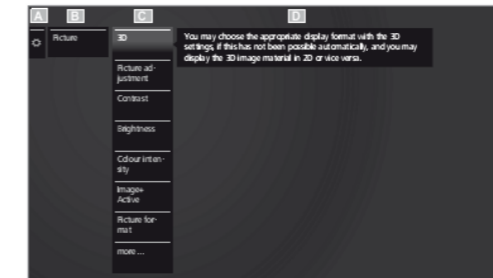 A B C D
Picture
3D
You may choose the appropriate display format with the 3D
settings, if this has not been possible automatically, and you may
display the 3D image material in 2D or vice versa.
Picture ad-
justment
Contrast
Brightness
Colour inten-
sity
Image+
Active
Picture for-
mat
more ...